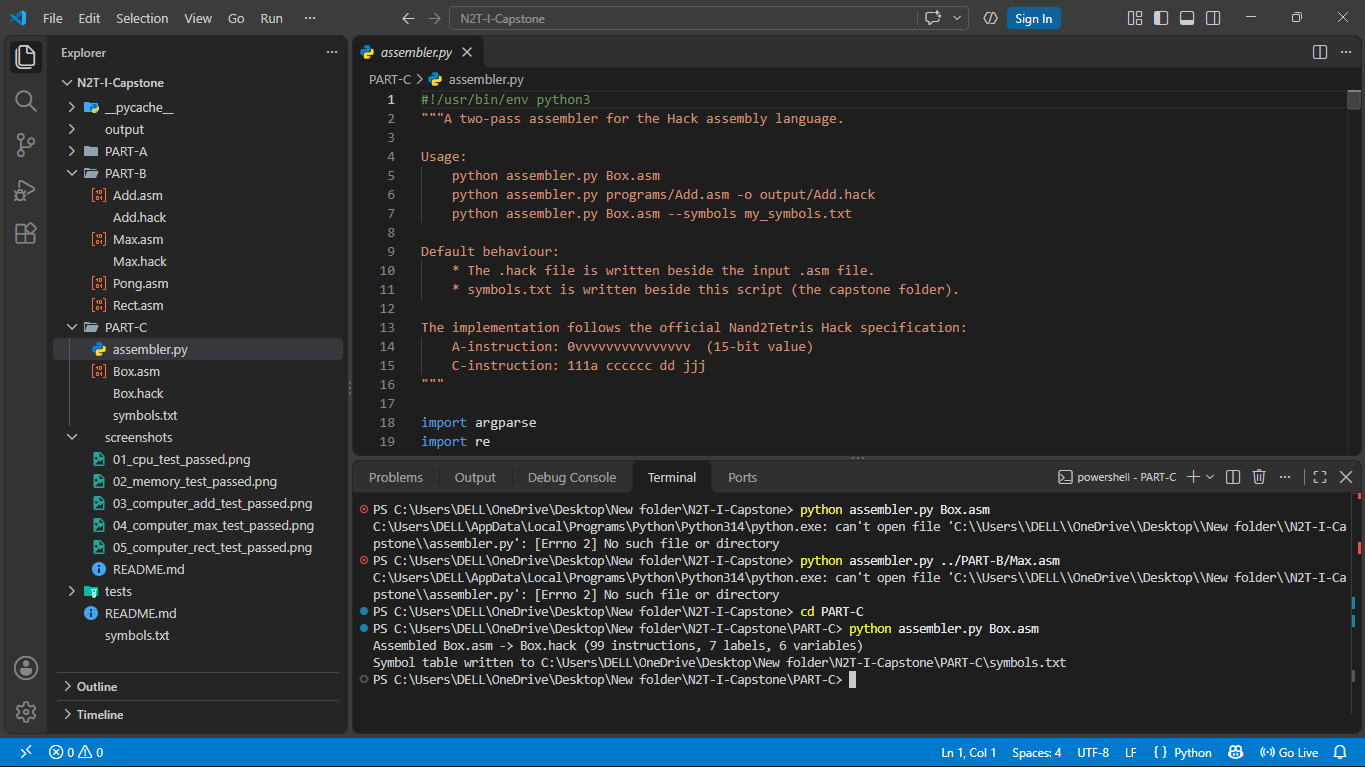 File Edit Selection View Go Run ··· N2T-I-Capstone Sign In
Explorer ···
N2T-I-Capstone
__pycache__
output
PART-A
PART-B
Add.asm
Add.hack
Max.asm
Max.hack
Pong.asm
Rect.asm
PART-C
assembler.py
Box.asm
Box.hack
symbols.txt
screenshots
01_cpu_test_passed.png
02_memory_test_passed.png
03_computer_add_test_passed.png
04_computer_max_test_passed.png
05_computer_rect_test_passed.png
README.md
tests
README.md
symbols.txt
Outline
Timeline
assembler.py
PART-C > assembler.py
1 #!/usr/bin/env python3
2 """A two-pass assembler for the Hack assembly language.
3
4 Usage:
5     python assembler.py Box.asm
6     python assembler.py programs/Add.asm -o output/Add.hack
7     python assembler.py Box.asm --symbols my_symbols.txt
8
9 Default behaviour:
10     * The .hack file is written beside the input .asm file.
11     * symbols.txt is written beside this script (the capstone folder).
12
13 The implementation follows the official Nand2Tetris Hack specification:
14     A-instruction: 0vvvvvvvvvvvvvvv  (15-bit value)
15     C-instruction: 111a cccccc dd jjj
16 """
17
18 import argparse
19 import re
Problems Output Debug Console Terminal Ports powershell - PART-C
PS C:\Users\DELL\OneDrive\Desktop\New folder\N2T-I-Capstone> python assembler.py Box.asm
C:\Users\DELL\AppData\Local\Programs\Python\Python314\python.exe: can't open file 'C:\\Users\\DELL\\OneDrive\\Desktop\\New folder\\N2T-I-Ca
pstone\\assembler.py': [Errno 2] No such file or directory
PS C:\Users\DELL\OneDrive\Desktop\New folder\N2T-I-Capstone> python assembler.py ../PART-B/Max.asm
C:\Users\DELL\AppData\Local\Programs\Python\Python314\python.exe: can't open file 'C:\\Users\\DELL\\OneDrive\\Desktop\\New folder\\N2T-I-Ca
pstone\\assembler.py': [Errno 2] No such file or directory
PS C:\Users\DELL\OneDrive\Desktop\New folder\N2T-I-Capstone> cd PART-C
PS C:\Users\DELL\OneDrive\Desktop\New folder\N2T-I-Capstone\PART-C> python assembler.py Box.asm
Assembled Box.asm -> Box.hack (99 instructions, 7 labels, 6 variables)
Symbol table written to C:\Users\DELL\OneDrive\Desktop\New folder\N2T-I-Capstone\PART-C\symbols.txt
PS C:\Users\DELL\OneDrive\Desktop\New folder\N2T-I-Capstone\PART-C>
0 0 Ln 1, Col 1 Spaces: 4 UTF-8 LF { } Python Go Live